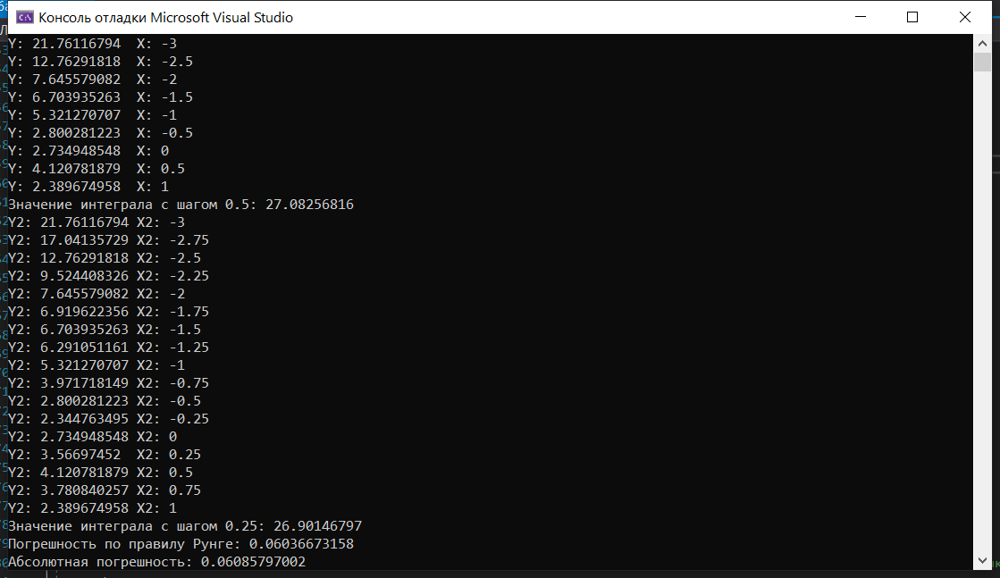 Консоль отладки Microsoft Visual Studio
Y: 21.76116794  X: -3
Y: 12.76291818  X: -2.5
Y: 7.645579082  X: -2
Y: 6.703935263  X: -1.5
Y: 5.321270707  X: -1
Y: 2.800281223  X: -0.5
Y: 2.734948548  X: 0
Y: 4.120781879  X: 0.5
Y: 2.389674958  X: 1
Значение интеграла с шагом 0.5: 27.08256816
Y2: 21.76116794 X2: -3
Y2: 17.04135729 X2: -2.75
Y2: 12.76291818 X2: -2.5
Y2: 9.524408326 X2: -2.25
Y2: 7.645579082 X2: -2
Y2: 6.919622356 X2: -1.75
Y2: 6.703935263 X2: -1.5
Y2: 6.291051161 X2: -1.25
Y2: 5.321270707 X2: -1
Y2: 3.971718149 X2: -0.75
Y2: 2.800281223 X2: -0.5
Y2: 2.344763495 X2: -0.25
Y2: 2.734948548 X2: 0
Y2: 3.56697452  X2: 0.25
Y2: 4.120781879 X2: 0.5
Y2: 3.780840257 X2: 0.75
Y2: 2.389674958 X2: 1
Значение интеграла с шагом 0.25: 26.90146797
Погрешность по правилу Рунге: 0.06036673158
Абсолютная погрешность: 0.06085797002